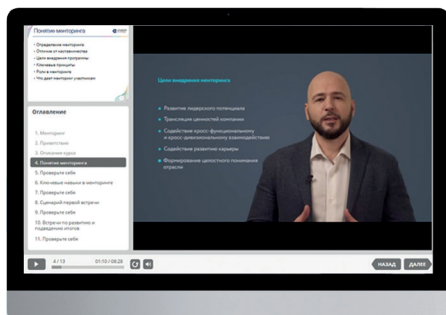 Понятие менторинга
• Определение менторинга
• Отличие от наставничества
• Цели внедрения программы
• Ключевые принципы
• Роли в менторинге
• Что дает менторинг участникам
Оглавление
1. Менторинг
2. Приветствие
3. Описание курса
4. Понятие менторинга
5. Проверьте себя
6. Ключевые навыки в менторинге
7. Проверьте себя
8. Сценарий первой встречи
9. Проверьте себя
10. Встречи по развитию и
подведение итогов
11. Проверьте себя
Цели внедрения менторинга
Развитие лидерского потенциала
Трансляция ценностей компании
Содействие кросс-функциональному
и кросс-дивизиональному взаимодействию
Содействие развитию карьеры
Формирование целостного понимания
отрасли
4 / 13
01:10 / 08:28
НАЗАД
ДАЛЕЕ